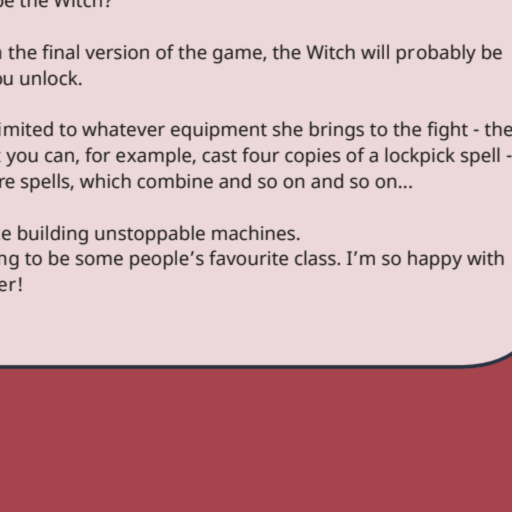 be the Witch?
the final version of the game, the Witch will probably be
ou unlock.
imited to whatever equipment she brings to the fight - the
you can, for example, cast four copies of a lockpick spell -
re spells, which combine and so on and so on...
e building unstoppable machines.
ng to be some people's favourite class. I'm so happy with
er!